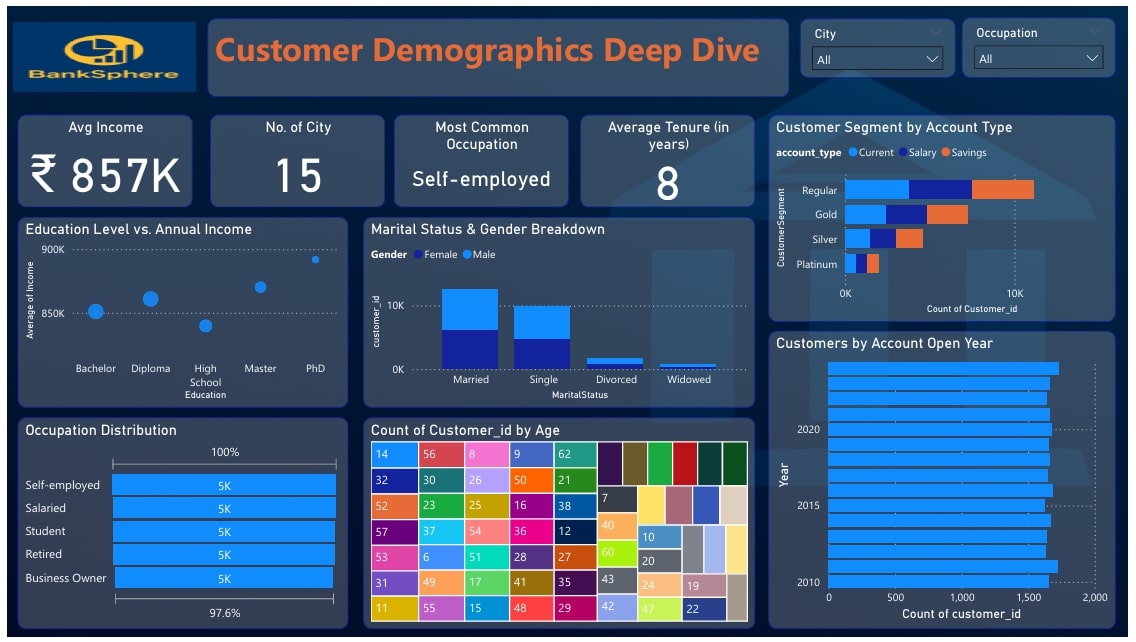 BankSphere
Customer Demographics Deep Dive
City
All
Occupation
All
Avg Income
₹ 857K
No. of City
15
Most Common
Occupation
Self-employed
Average Tenure (in
years)
8
Customer Segment by Account Type
account_type Current Salary Savings
CustomerSegment
Regular
Gold
Silver
Platinum
0K 10K
Count of Customer_id
Education Level vs. Annual Income
Average of Income
900K
850K
Bachelor Diploma High School Master PhD
Education
Marital Status & Gender Breakdown
Gender Female Male
customer_id
10K
0K
Married Single Divorced Widowed
MaritalStatus
Customers by Account Open Year
Year
2020
2015
2010
0 500 1,000 1,500 2,000
Count of customer_id
Occupation Distribution
100%
Self-employed 5K
Salaried 5K
Student 5K
Retired 5K
Business Owner 5K
97.6%
Count of Customer_id by Age
14 56 8 9 62
32 30 26 50 21
52 23 25 16 38 7
57 37 54 36 12 40 10
53 6 51 28 27 60 20
31 49 17 41 35 43 24 19
11 55 15 48 29 42 47 22